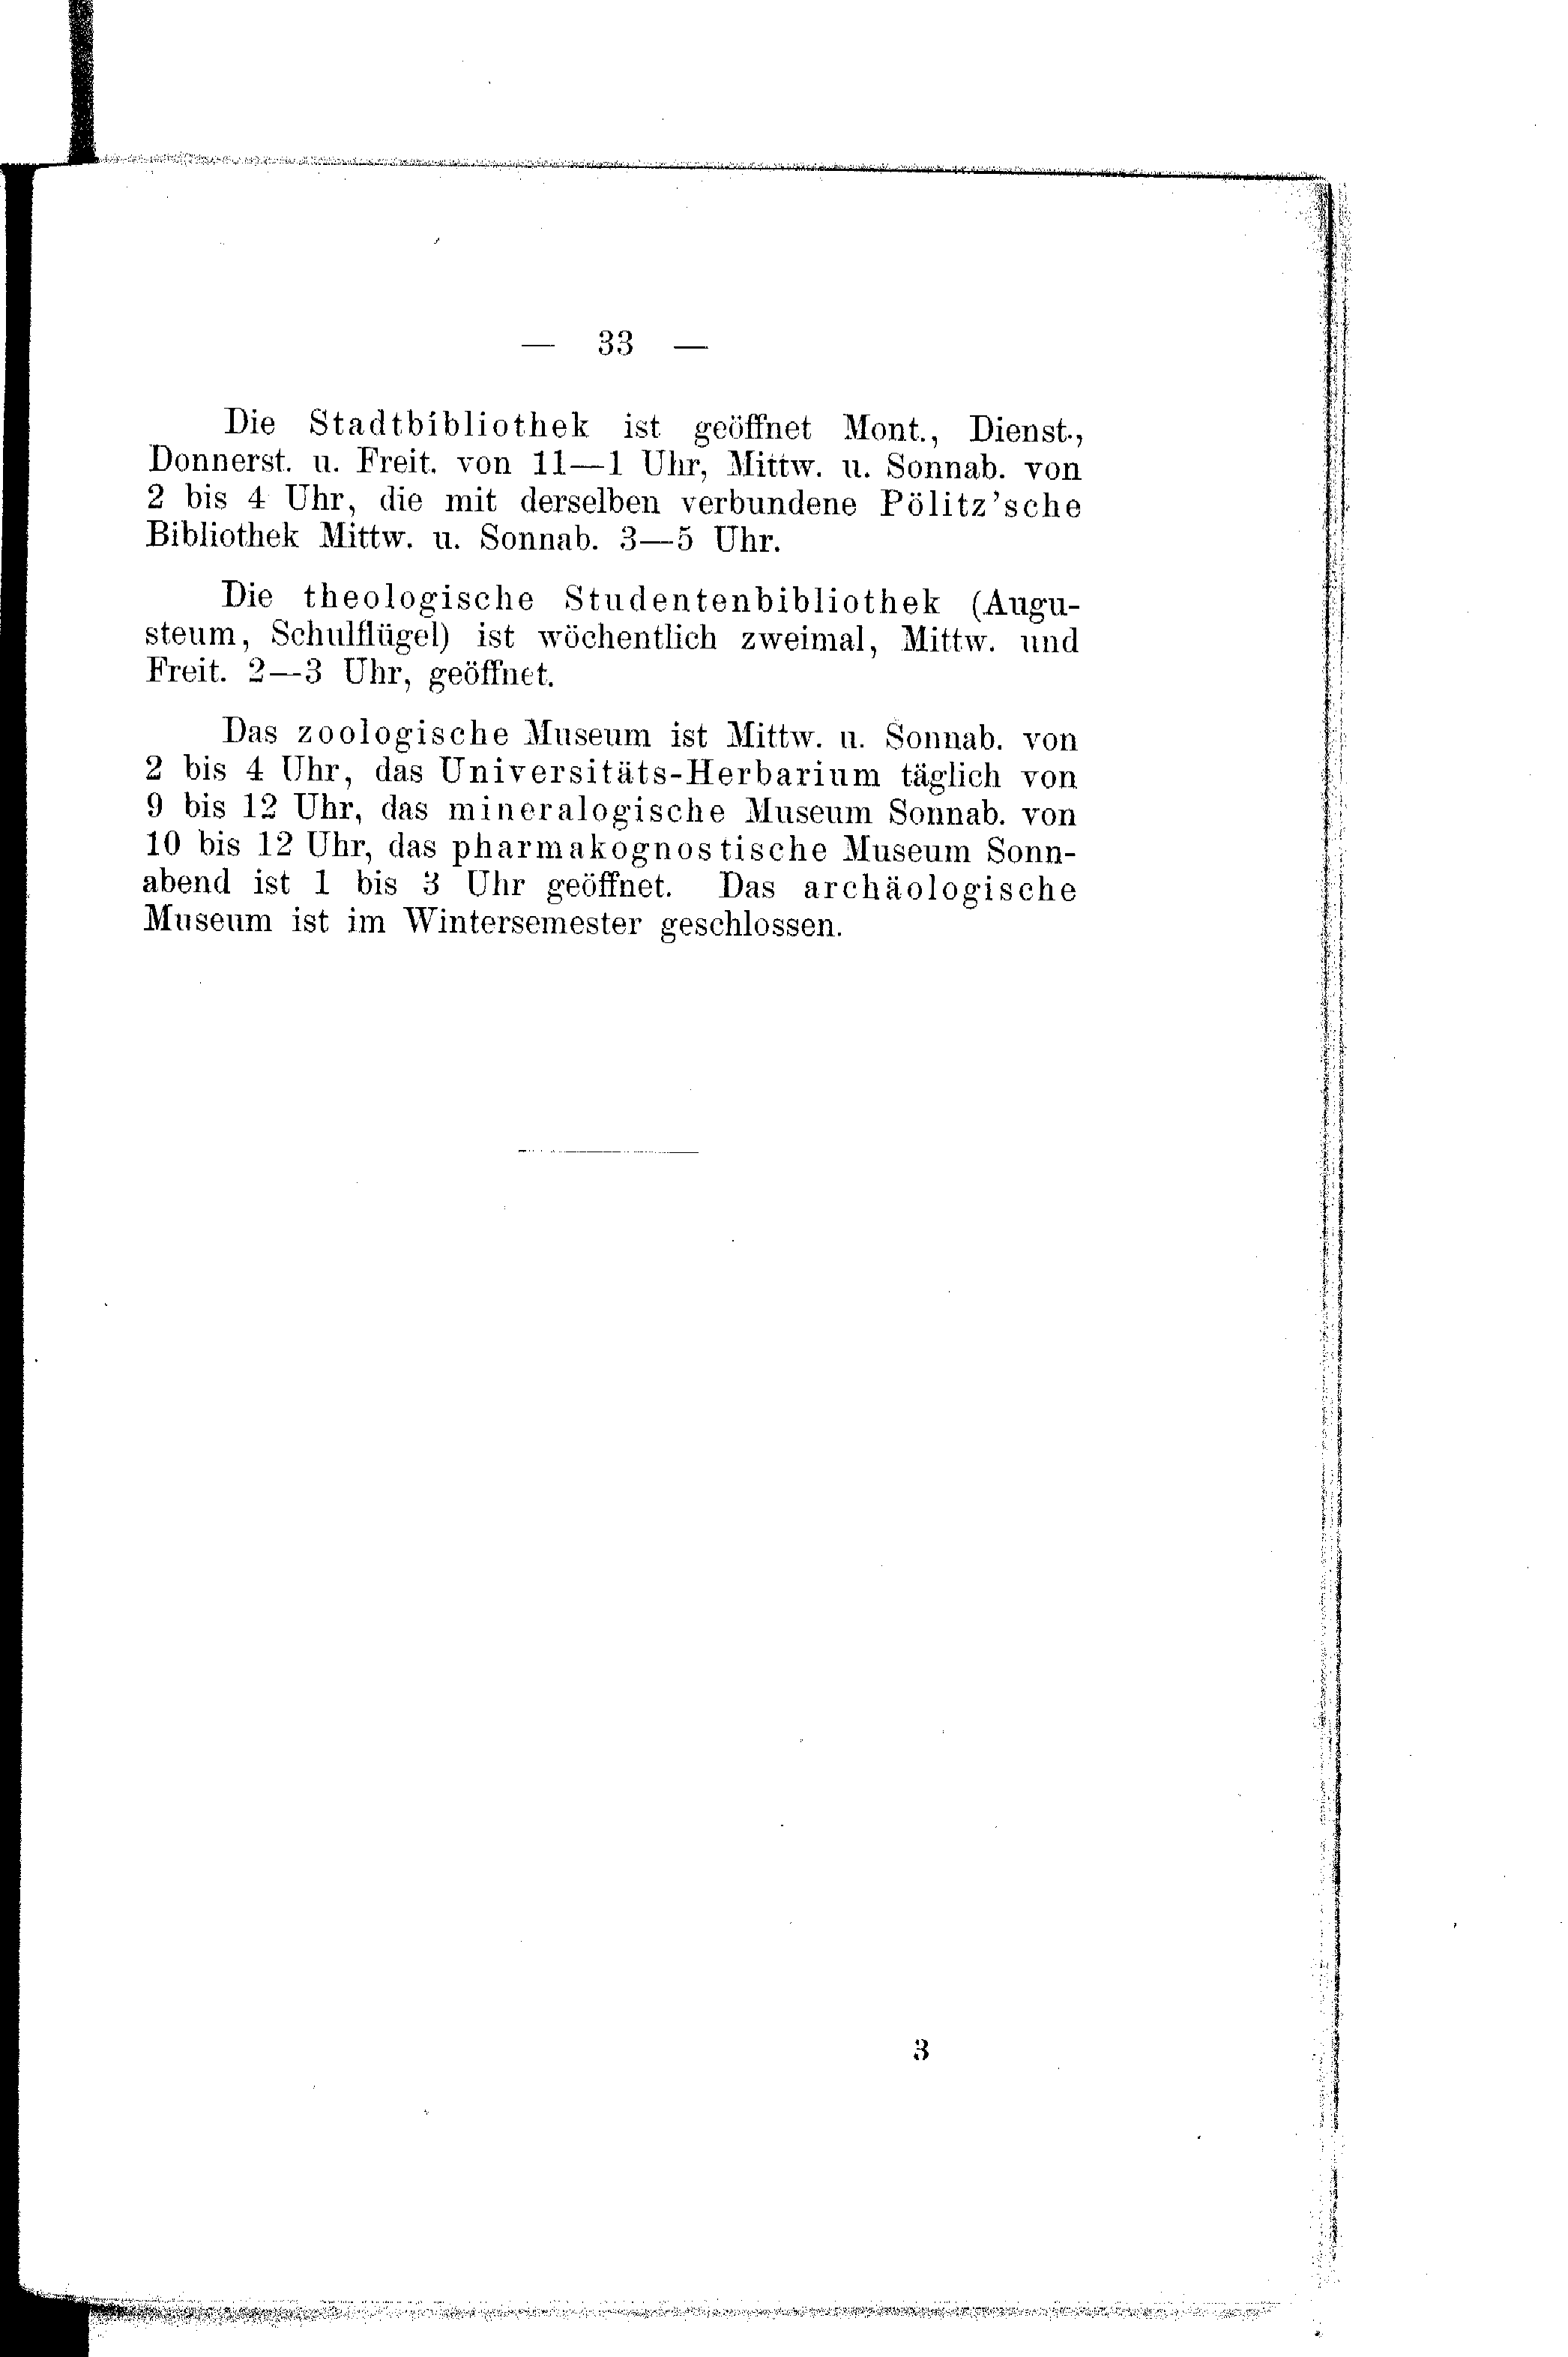 — 33 —
Die Stadtbibliothek ist geöffnet Mont., Dienst.,
Donnerst. u. Freit. von 11—1 Uhr, Mittw. u. Sonnab. von
2 bis 4 Uhr, die mit derselben verbundene Pölitz'sche
Bibliothek Mittw. u. Sonnab. 3—5 Uhr.
Die theologische Studentenbibliothek (Augu-
steum, Schulflügel) ist wöchentlich zweimal, Mittw. und
Freit. 2—3 Uhr, geöffnet.
Das zoologische Museum ist Mittw. u. Sonnab. von
2 bis 4 Uhr, das Universitäts-Herbarium täglich von
9 bis 12 Uhr, das mineralogische Museum Sonnab. von
10 bis 12 Uhr, das pharmakognostische Museum Sonn-
abend ist 1 bis 3 Uhr geöffnet. Das archäologische
Museum ist im Wintersemester geschlossen.
3